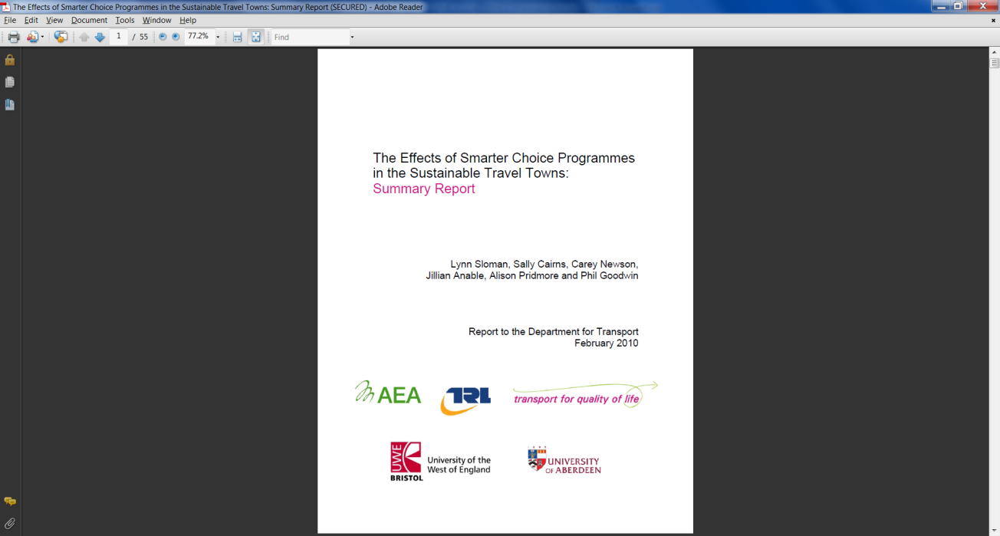 The Effects of Smarter Choice Programmes in the Sustainable Travel Towns: Summary Report (SECURED) - Adobe Reader
File Edit View Document Tools Window Help
1 / 55 77.2% Find
The Effects of Smarter Choice Programmes
in the Sustainable Travel Towns:
Summary Report
Lynn Sloman, Sally Cairns, Carey Newson,
Jillian Anable, Alison Pridmore and Phil Goodwin
Report to the Department for Transport
February 2010
AEA
TRL
transport for quality of life
UWE
BRISTOL
University of the
West of England
UNIVERSITY
OF ABERDEEN